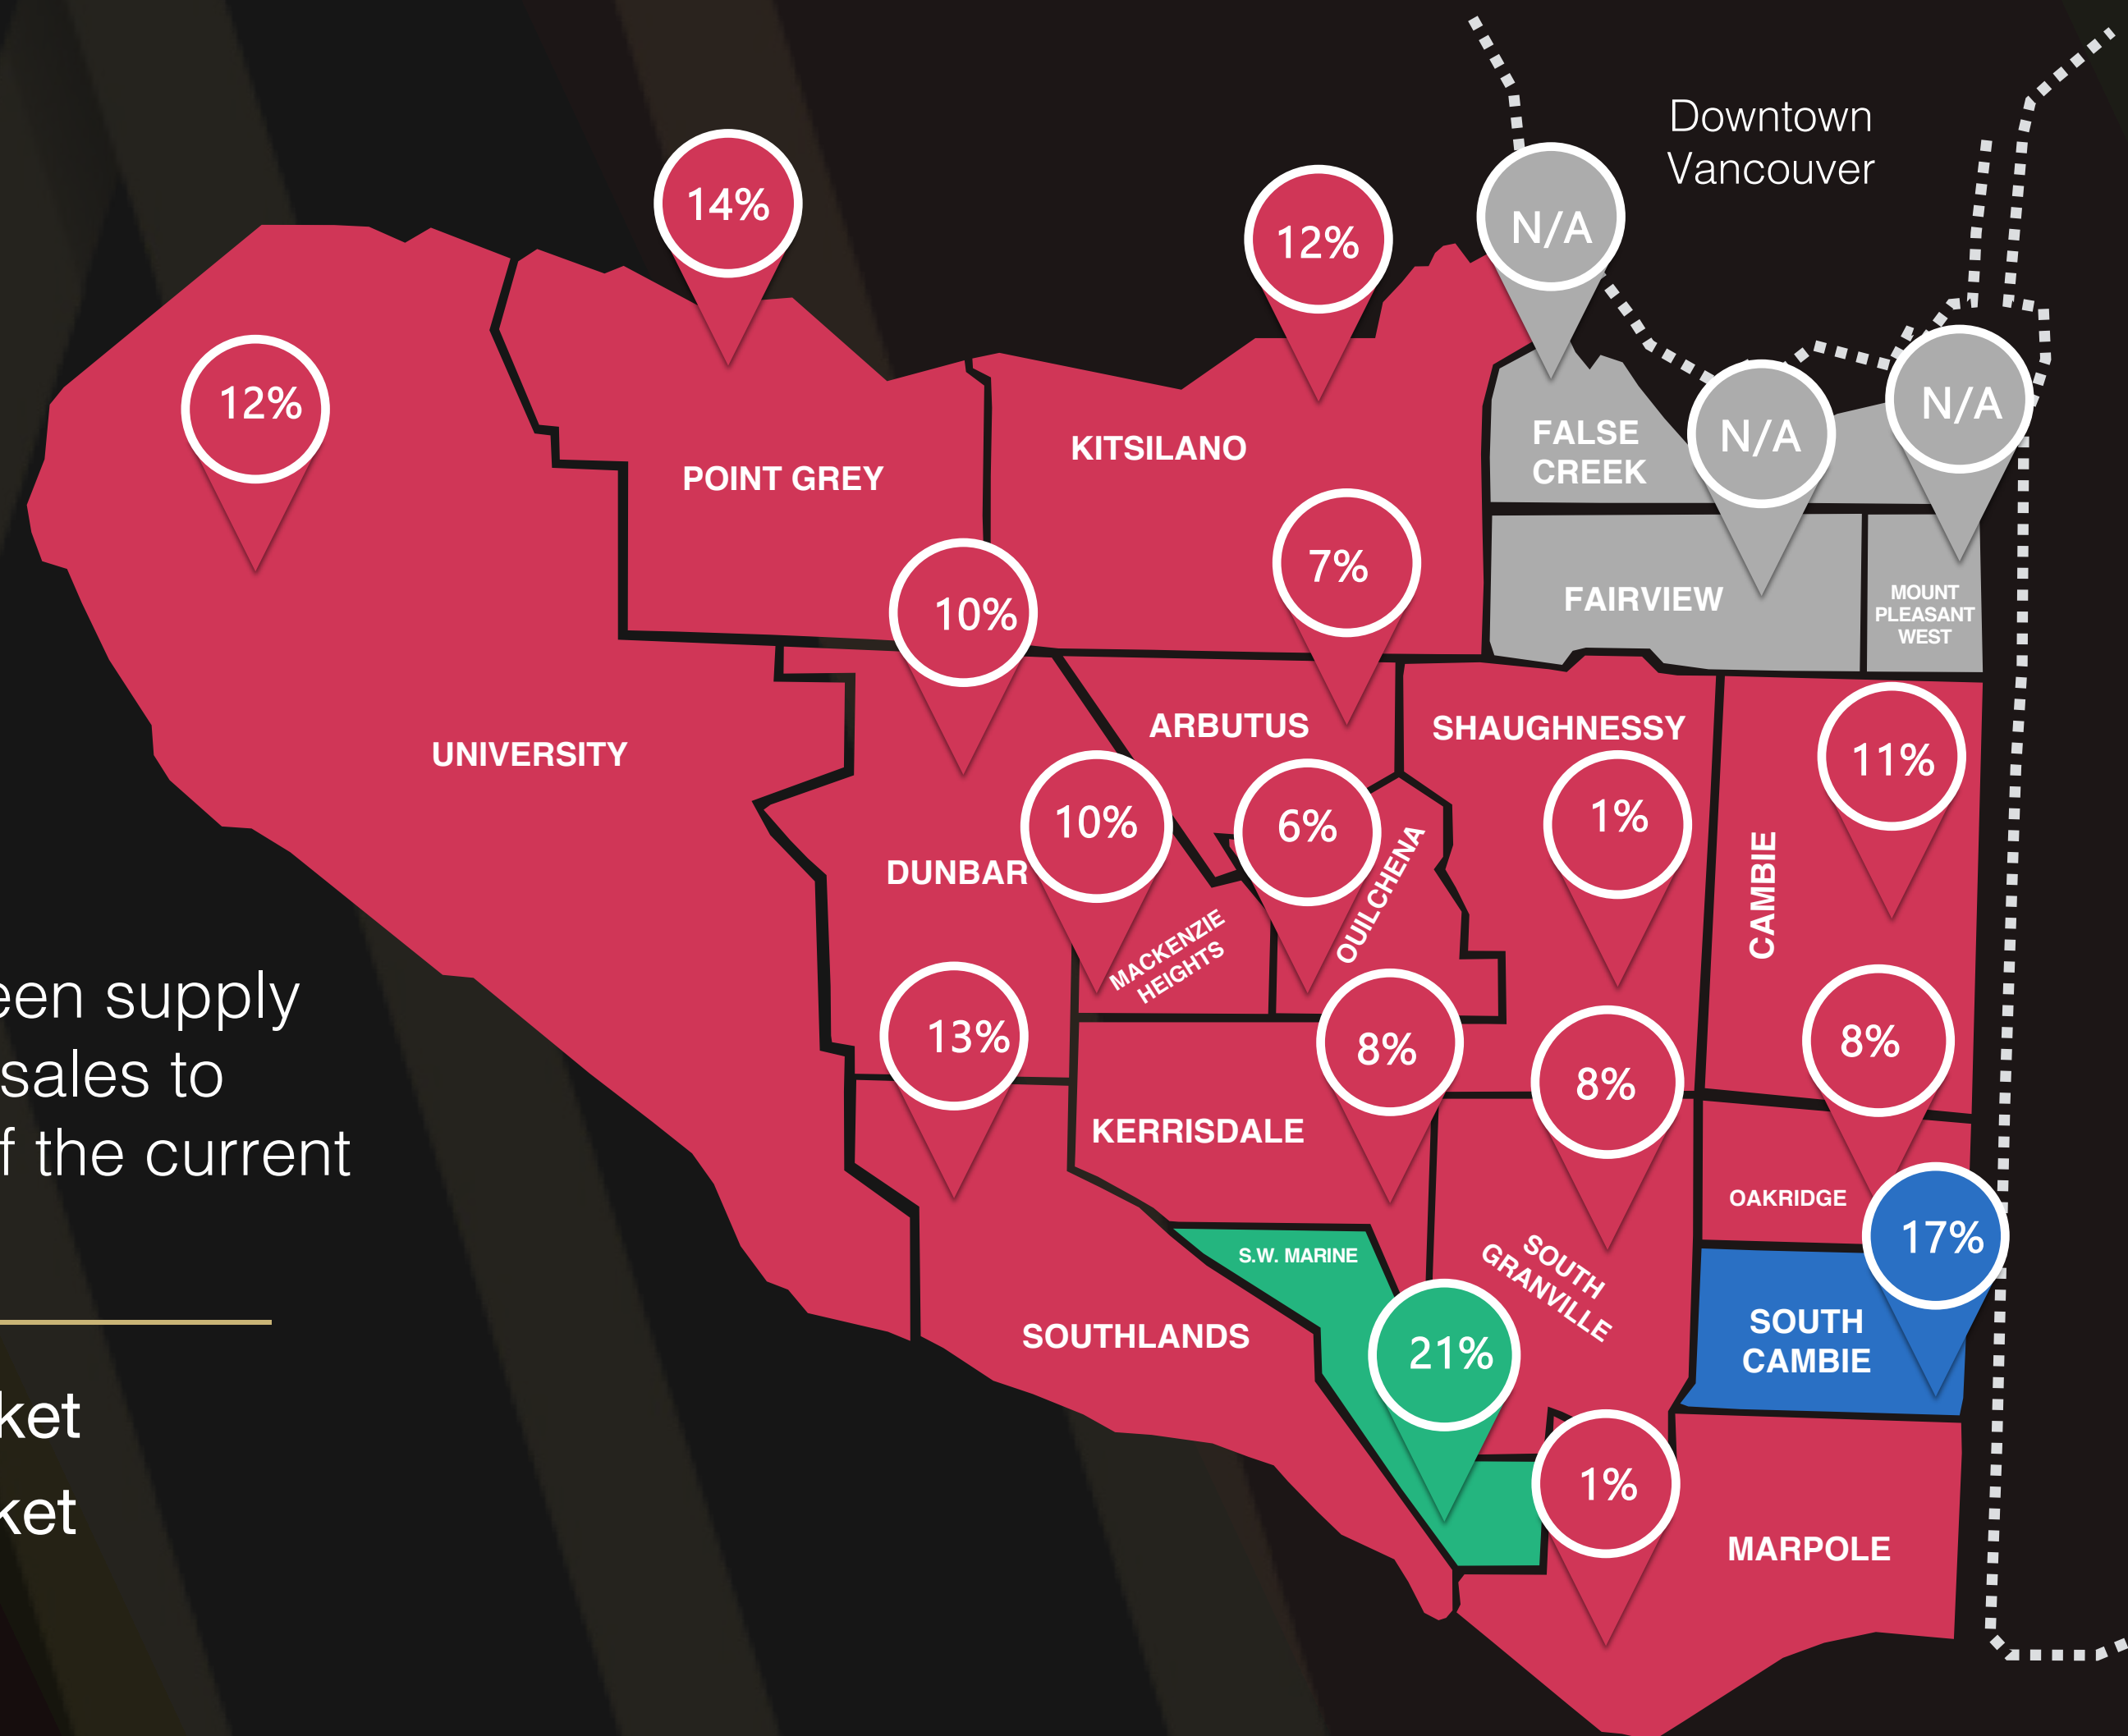 Downtown
Vancouver
14%
12%
N/A
12%
N/A
N/A
FALSE
CREEK
KITSILANO
POINT GREY
7%
10%
FAIRVIEW
MOUNT
PLEASANT
WEST
UNIVERSITY
ARBUTUS
SHAUGHNESSY
11%
10%
6%
1%
DUNBAR
QUILCHENA
CAMBIE
MACKENZIE
HEIGHTS
13%
8%
8%
8%
KERRISDALE
OAKRIDGE
17%
S.W. MARINE
SOUTH
GRANVILLE
SOUTHLANDS
21%
SOUTH
CAMBIE
1%
MARPOLE
een supply
sales to
f the current
ket
ket